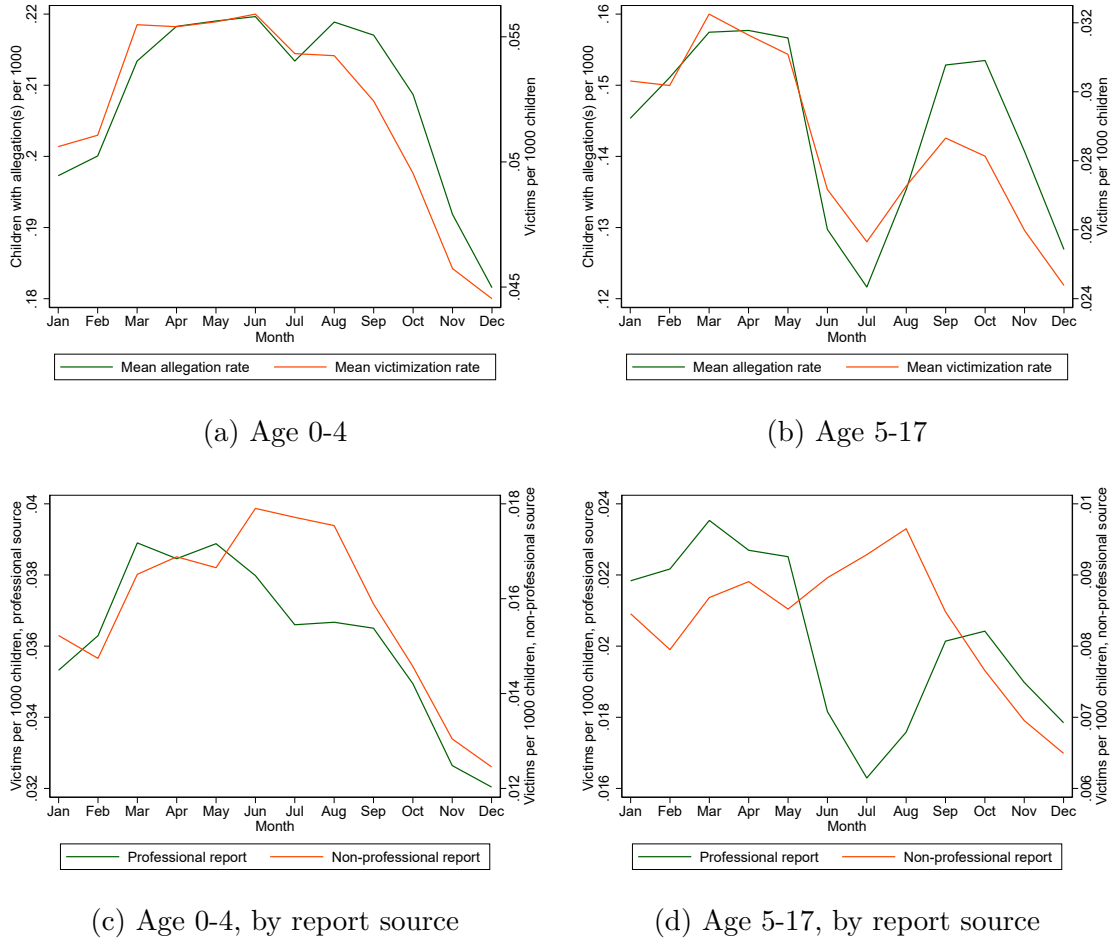 Children with allegation(s) per 1000
.18 .19 .2 .21 .22
Victims per 1000 children
.045 .05 .055
Jan Feb Mar Apr May Jun Jul Aug Sep Oct Nov Dec
Month
Mean allegation rate Mean victimization rate
(a) Age 0-4
Children with allegation(s) per 1000
.12 .13 .14 .15 .16
Victims per 1000 children
.024 .026 .028 .03 .032
Jan Feb Mar Apr May Jun Jul Aug Sep Oct Nov Dec
Month
Mean allegation rate Mean victimization rate
(b) Age 5-17
Victims per 1000 children, professional source
.032 .034 .036 .038 .04
Victims per 1000 children, non-professional source
.012 .014 .016 .018
Jan Feb Mar Apr May Jun Jul Aug Sep Oct Nov Dec
Month
Professional report Non-professional report
(c) Age 0-4, by report source
Victims per 1000 children, professional source
.016 .018 .02 .022 .024
Victims per 1000 children, non-professional source
.006 .007 .008 .009 .01
Jan Feb Mar Apr May Jun Jul Aug Sep Oct Nov Dec
Month
Professional report Non-professional report
(d) Age 5-17, by report source